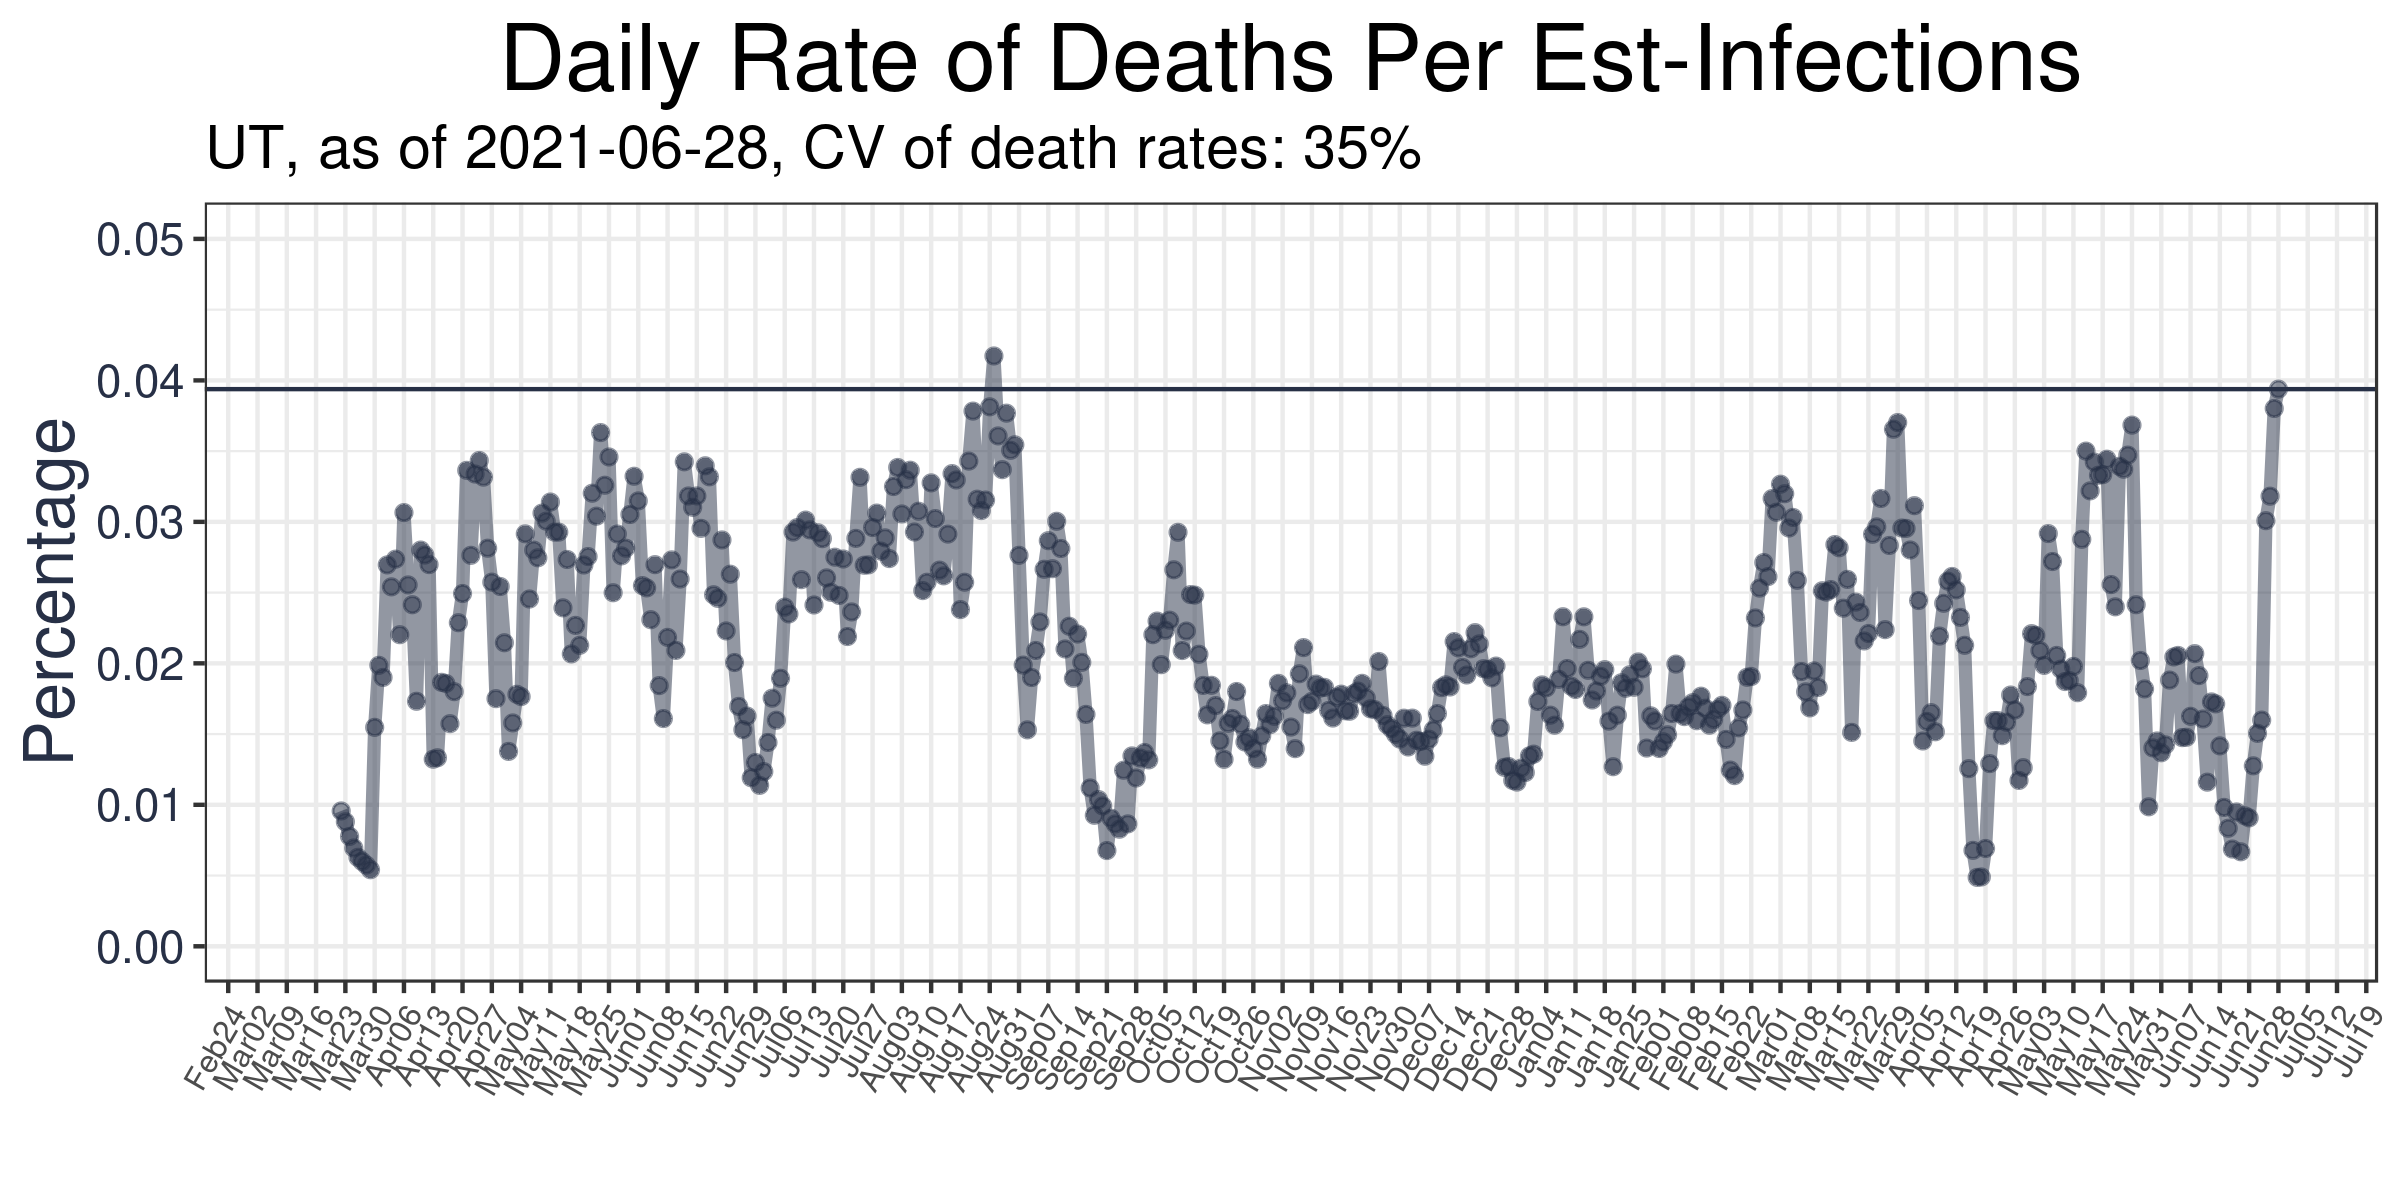 Daily Rate of Deaths Per Est-Infections
UT, as of 2021-06-28, CV of death rates: 35%
Percentage
0.05
0.04
0.03
0.02
0.01
0.00
Feb24
Mar02
Mar09
Mar16
Mar23
Mar30
Apr06
Apr13
Apr20
Apr27
May04
May11
May18
May25
Jun01
Jun08
Jun15
Jun22
Jun29
Jul06
Jul13
Jul20
Jul27
Aug03
Aug10
Aug17
Aug24
Aug31
Sep07
Sep14
Sep21
Sep28
Oct05
Oct12
Oct19
Oct26
Nov02
Nov09
Nov16
Nov23
Nov30
Dec07
Dec14
Dec21
Dec28
Jan04
Jan11
Jan18
Jan25
Feb01
Feb08
Feb15
Feb22
Mar01
Mar08
Mar15
Mar22
Mar29
Apr05
Apr12
Apr19
Apr26
May03
May10
May17
May24
May31
Jun07
Jun14
Jun21
Jun28
Jul05
Jul12
Jul19